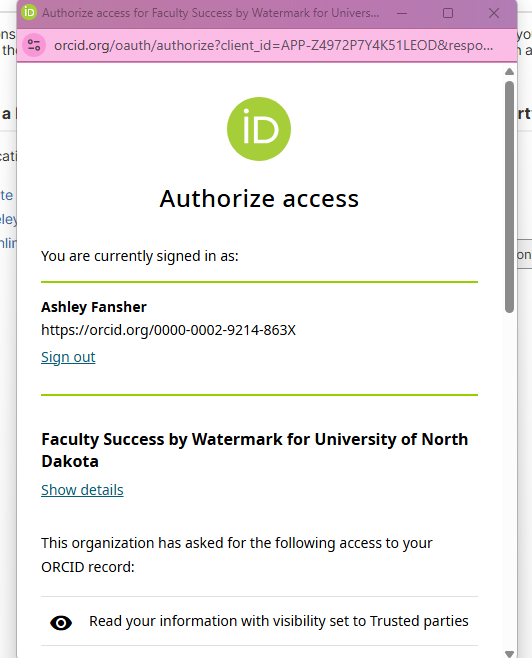 Authorize access for Faculty Success by Watermark for Univers...
orcid.org/oauth/authorize?client_id=APP-Z4972P7Y4K51LEOD&respo...
iD
Authorize access
You are currently signed in as:
Ashley Fansher
https://orcid.org/0000-0002-9214-863X
Sign out
Faculty Success by Watermark for University of North
Dakota
Show details
This organization has asked for the following access to your
ORCID record:
Read your information with visibility set to Trusted parties